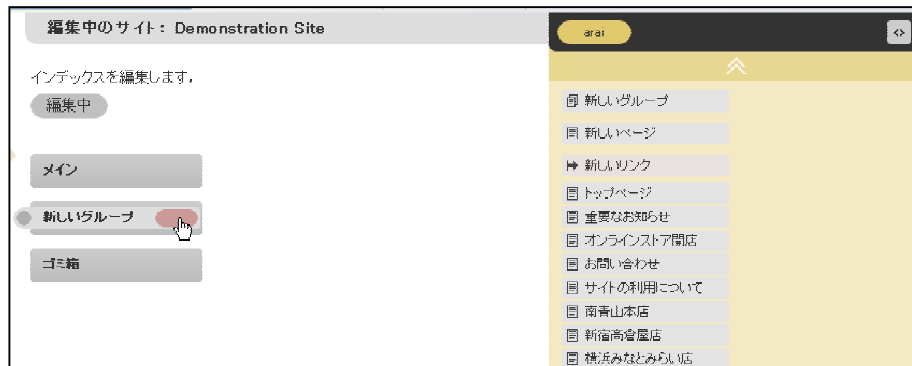 編集中のサイト: Demonstration Site
インデックスを編集します。
編集中
メイン
新しいグループ
ゴミ箱
arai
新しいグループ
新しいページ
新しいリンク
トップページ
重要なお知らせ
オンラインストア開店
お問い合わせ
サイトの利用について
南青山本店
新宿高倉屋店
横浜みなとみらい店